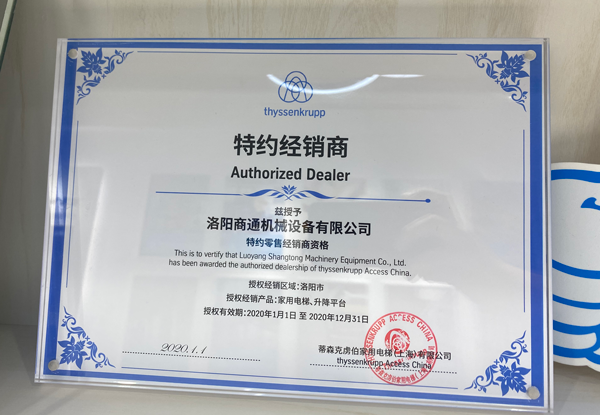 thyssenkrupp
特约经销商
Authorized Dealer
兹授予
洛阳商通机械设备有限公司
特约零售经销商资格
This is to vertify that Luoyang Shangtong Machinery Equipment Co., Ltd.
has been awarded the authorized dealership of thyssenkrupp Access China.
授权经销区域：洛阳市
授权经销产品：家用电梯、升降平台
授权有效期：2020年1月1日 至 2020年12月31日
2020.1.1
蒂森克虏伯家用电梯(上海)有限公司
thyssenkrupp Access China
THYSSENKRUPP ACCESS CHINA